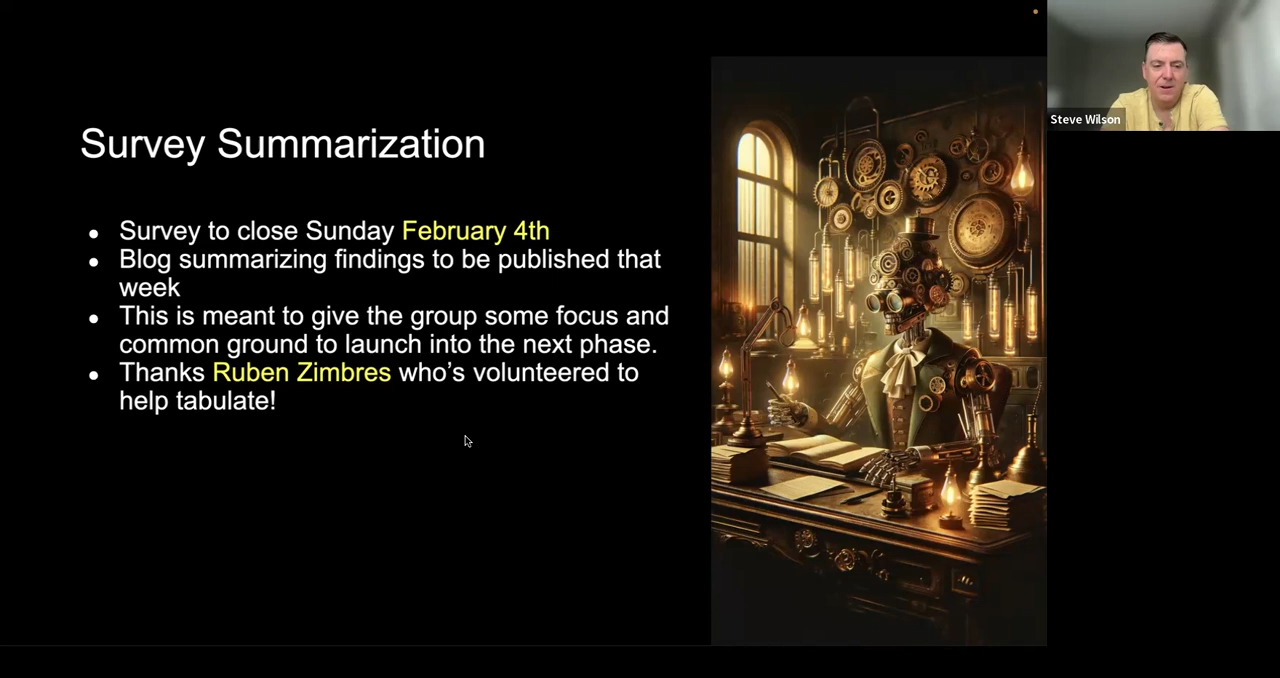 Survey Summarization
● Survey to close Sunday February 4th
● Blog summarizing findings to be published that
week
● This is meant to give the group some focus and
common ground to launch into the next phase.
● Thanks Ruben Zimbres who’s volunteered to
help tabulate!
Steve Wilson